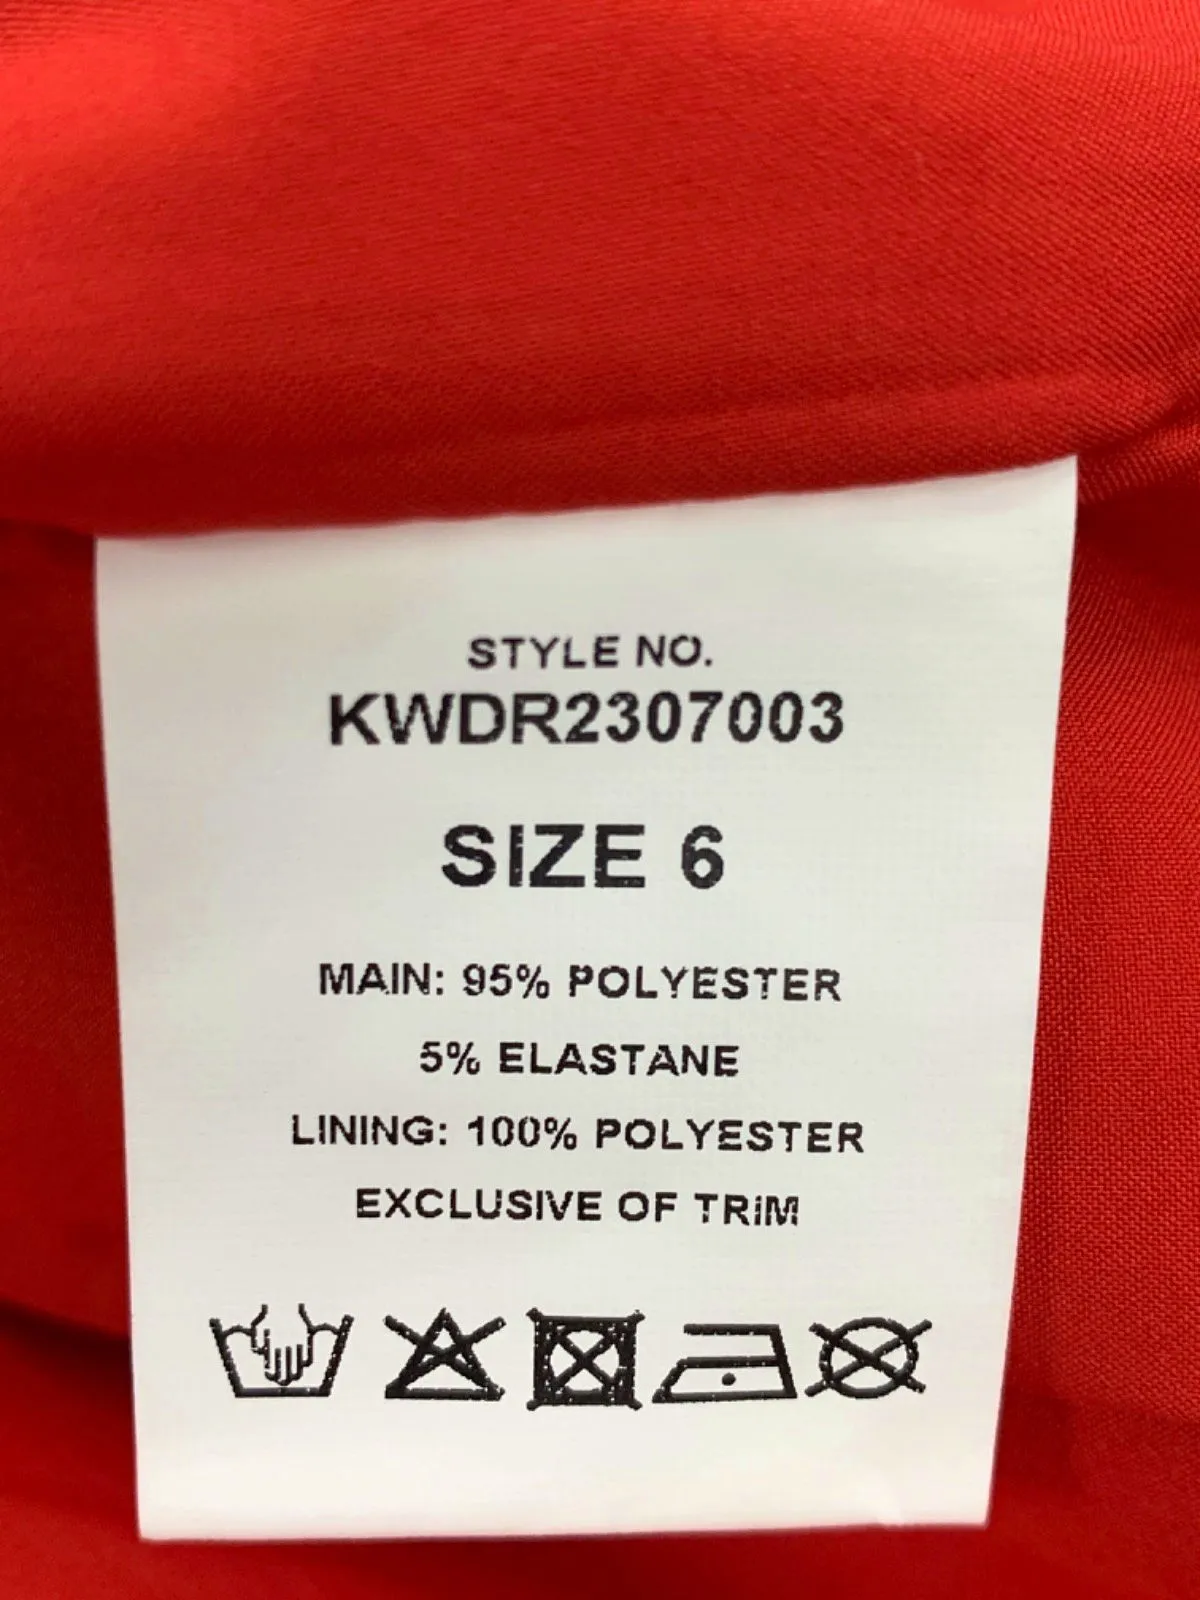 STYLE NO.
KWDR2307003
SIZE 6
MAIN: 95% POLYESTER
5% ELASTANE
LINING: 100% POLYESTER
EXCLUSIVE OF TRIM